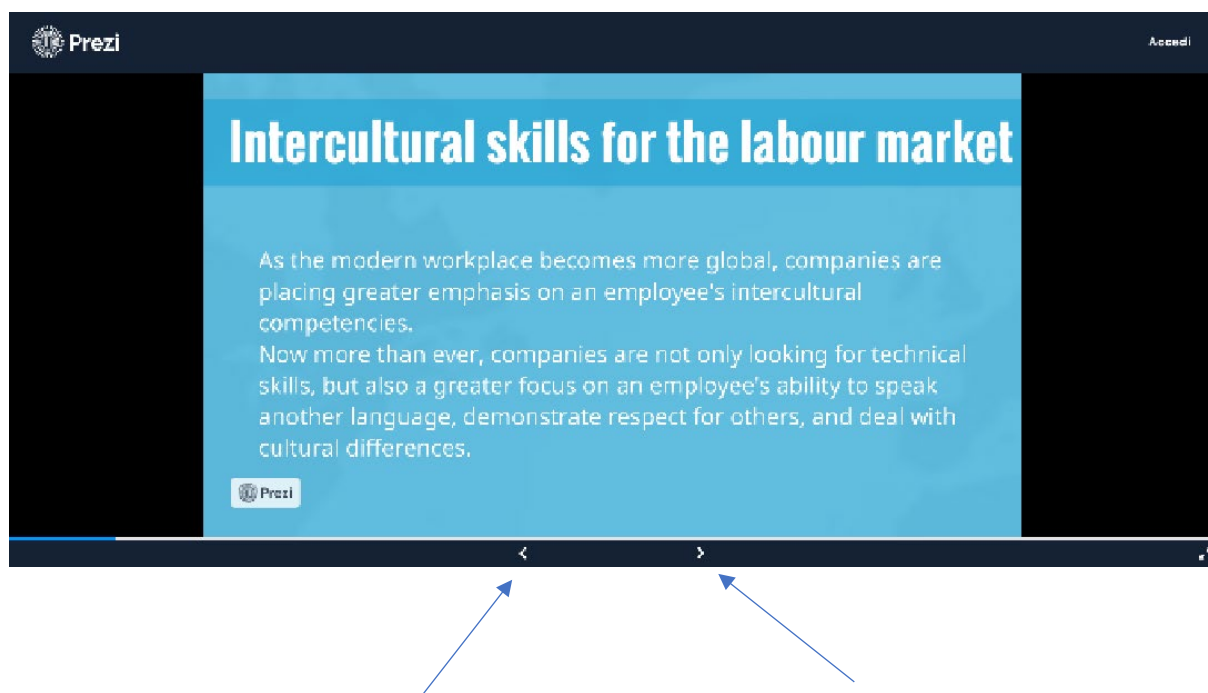 Prezi
Accedi
Intercultural skills for the labour market
As the modern workplace becomes more global, companies are
placing greater emphasis on an employee's intercultural
competencies.
Now more than ever, companies are not only looking for technical
skills, but also a greater focus on an employee's ability to speak
another language, demonstrate respect for others, and deal with
cultural differences.
Prezi